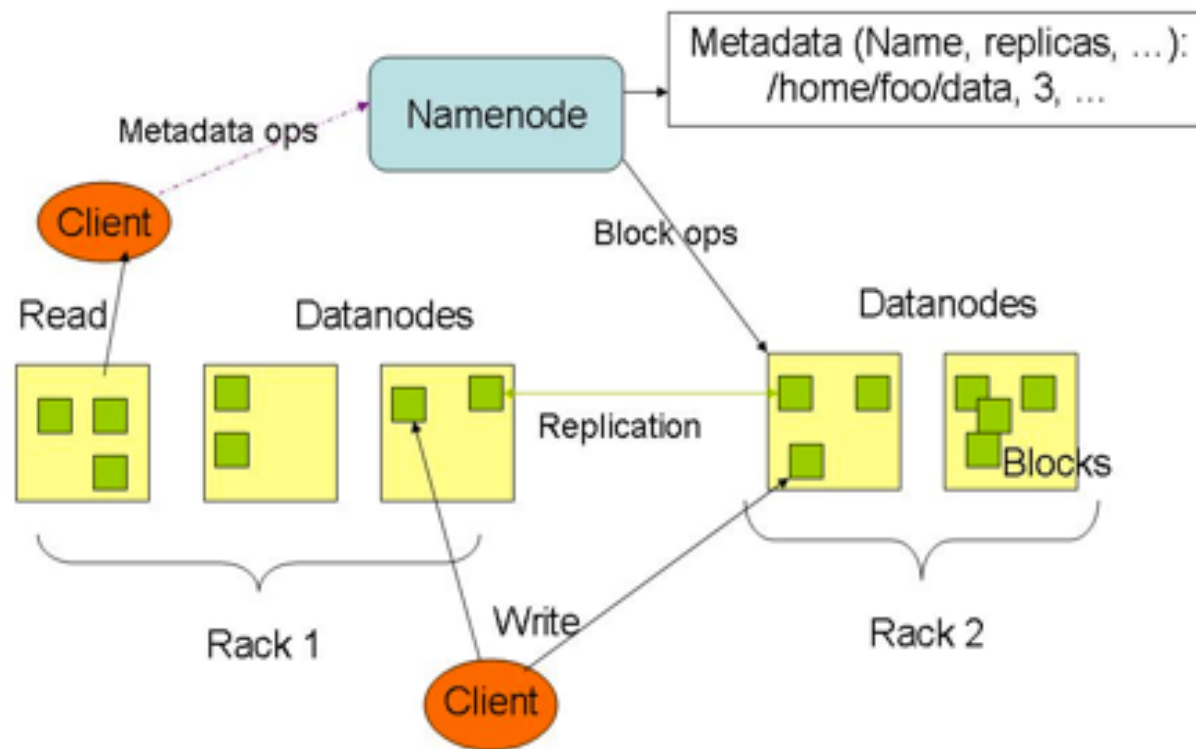 Metadata (Name, replicas, ...):
/home/foo/data, 3, ...
Namenode
Metadata ops
Client
Block ops
Read
Datanodes
Datanodes
Replication
Blocks
Rack 1
Write
Rack 2
Client